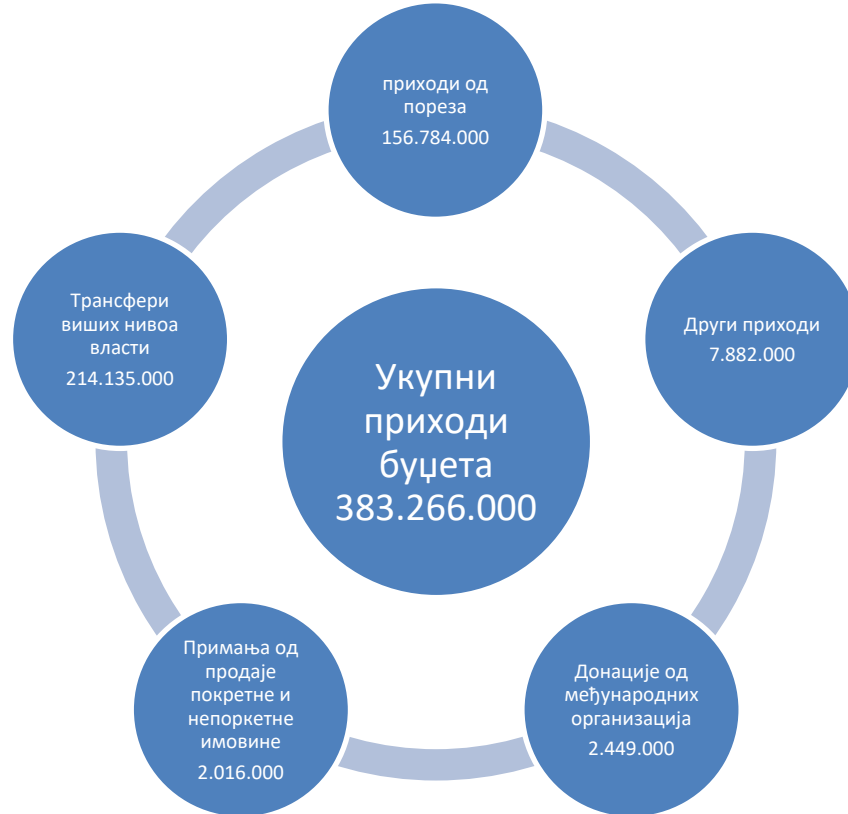 приходи од
пореза
156.784.000
Други приходи
7.882.000
Донације од
међународних
организација
2.449.000
Примања од
продаје
покретне и
непоркетне
имовине
2.016.000
Трансфери
виших нивоа
власти
214.135.000
Укупни
приходи
буџета
383.266.000